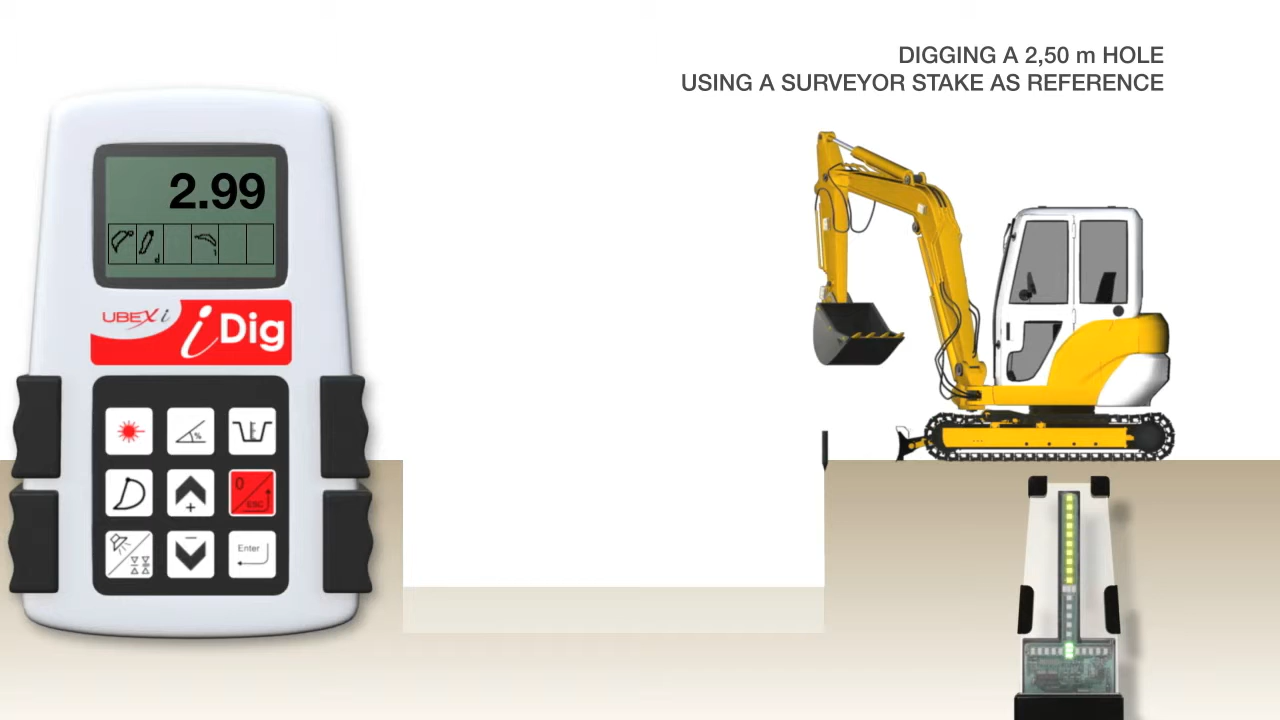 DIGGING A 2,50 m HOLE
USING A SURVEYOR STAKE AS REFERENCE
2.99
UBEXi
iDig
%
E
+
0
ESC
−
Enter